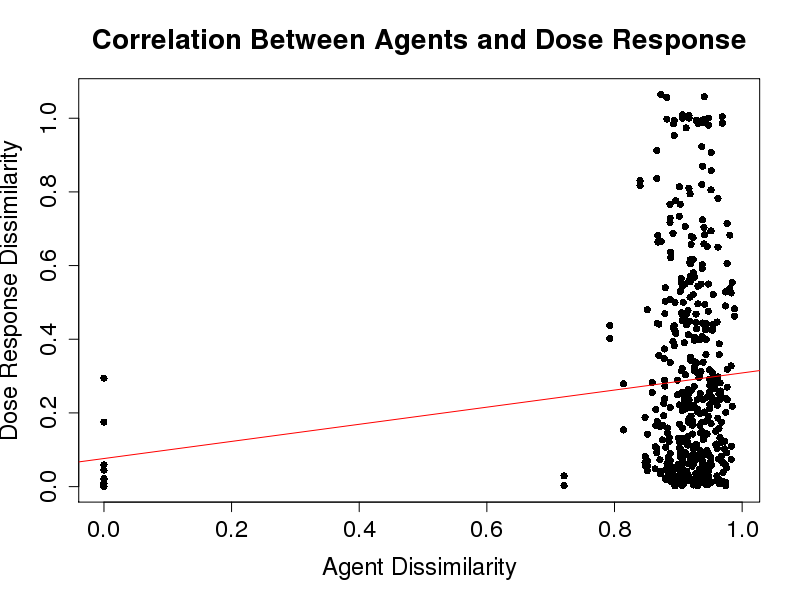 Correlation Between Agents and Dose Response
Dose Response Dissimilarity
1.0
0.8
0.6
0.4
0.2
0.0
0.0 0.2 0.4 0.6 0.8 1.0
Agent Dissimilarity